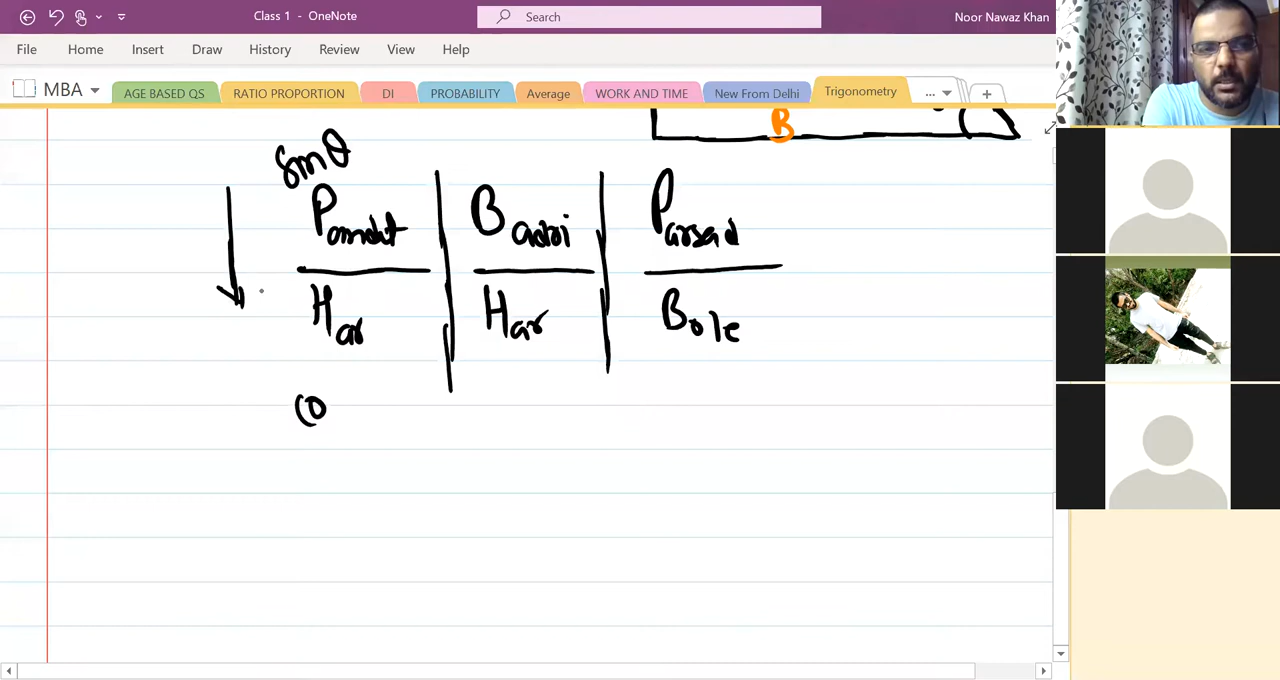 Class 1 - OneNote
Search
Noor Nawaz Khan
File Home Insert Draw History Review View Help
MBA AGE BASED QS RATIO PROPORTION DI PROBABILITY Average WORK AND TIME New From Delhi Trigonometry ... +
B
Sinθ
Pandit Badri Parsad
Har Har Bole
Co